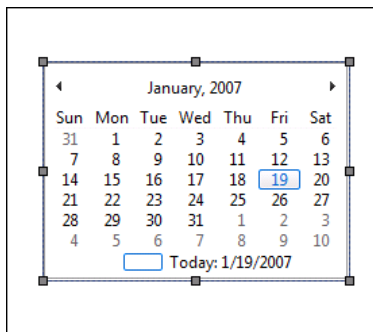 January, 2007
Sun Mon Tue Wed Thu Fri Sat
31 1 2 3 4 5 6
7 8 9 10 11 12 13
14 15 16 17 18 19 20
21 22 23 24 25 26 27
28 29 30 31 1 2 3
4 5 6 7 8 9 10
Today: 1/19/2007